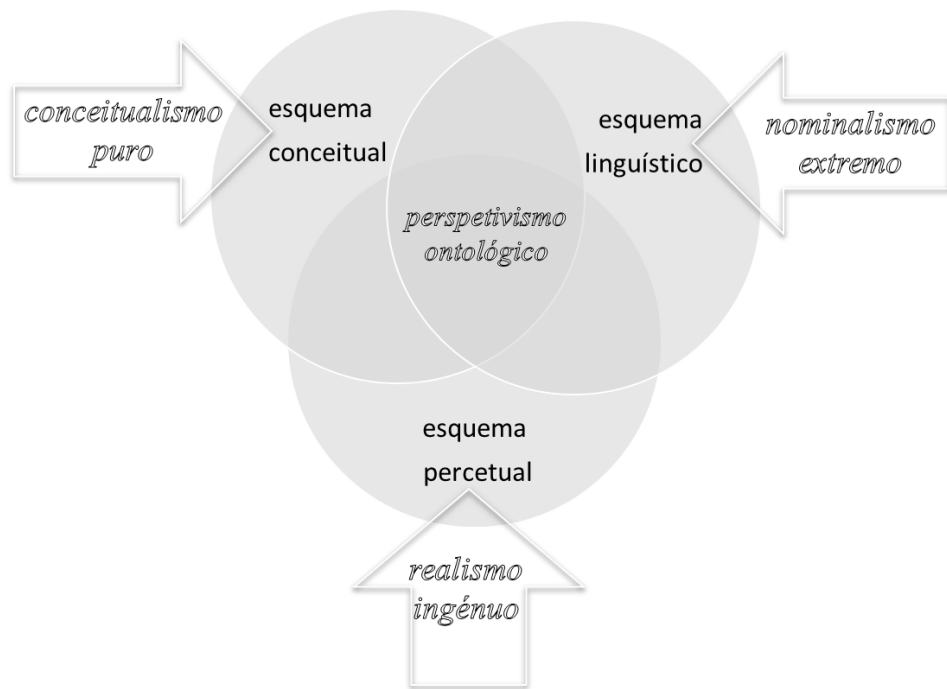 conceitualismo
puro
esquema
conceitual
esquema
linguístico
nominalismo
extremo
perspetivismo
ontológico
esquema
percetual
realismo
ingénuo